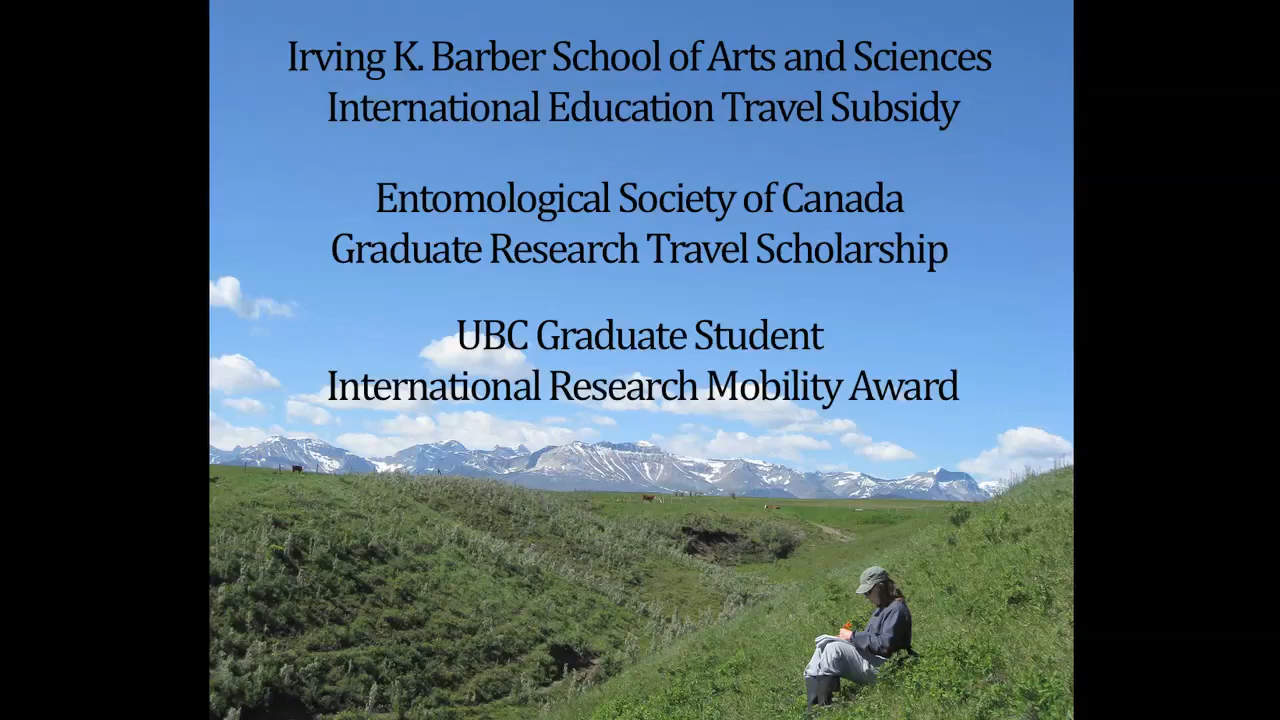 Irving K. Barber School of Arts and Sciences
International Education Travel Subsidy
Entomological Society of Canada
Graduate Research Travel Scholarship
UBC Graduate Student
International Research Mobility Award